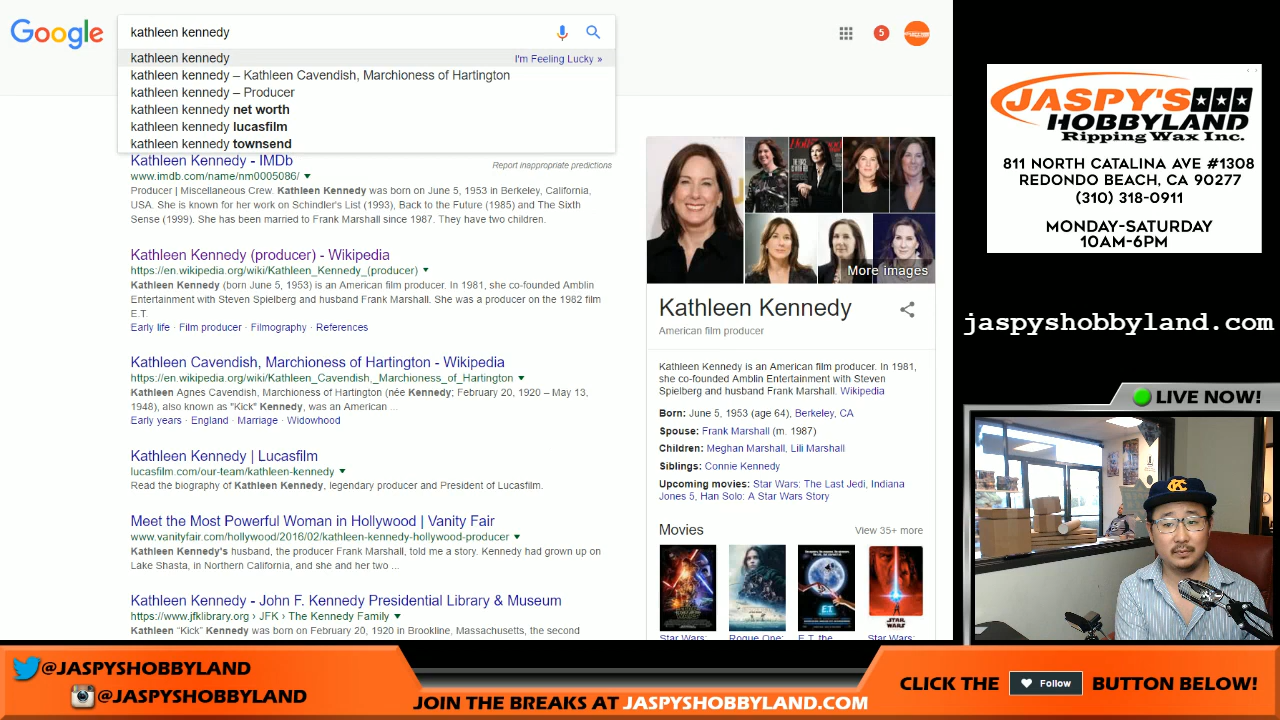 Google
kathleen kennedy
kathleen kennedy
I'm Feeling Lucky »
kathleen kennedy – Kathleen Cavendish, Marchioness of Hartington
kathleen kennedy – Producer
kathleen kennedy net worth
kathleen kennedy lucasfilm
kathleen kennedy townsend
Report inappropriate predictions
5
Kathleen Kennedy - IMDb
www.imdb.com/name/nm0005086/
Producer | Miscellaneous Crew. Kathleen Kennedy was born on June 5, 1953 in Berkeley, California,
USA. She is known for her work on Schindler's List (1993), Back to the Future (1985) and The Sixth
Sense (1999). She has been married to Frank Marshall since 1987. They have two children.
Kathleen Kennedy (producer) - Wikipedia
https://en.wikipedia.org/wiki/Kathleen_Kennedy_(producer)
Kathleen Kennedy (born June 5, 1953) is an American film producer. In 1981, she co-founded Amblin
Entertainment with Steven Spielberg and husband Frank Marshall. She was a producer on the 1982 film
E.T.
Early life · Film producer · Filmography · References
Kathleen Cavendish, Marchioness of Hartington - Wikipedia
https://en.wikipedia.org/wiki/Kathleen_Cavendish,_Marchioness_of_Hartington
Kathleen Agnes Cavendish, Marchioness of Hartington (née Kennedy; February 20, 1920 – May 13,
1948), also known as "Kick" Kennedy, was an American ...
Early years · England · Marriage · Widowhood
Kathleen Kennedy | Lucasfilm
lucasfilm.com/our-team/kathleen-kennedy
Read the biography of Kathleen Kennedy, legendary producer and President of Lucasfilm.
Meet the Most Powerful Woman in Hollywood | Vanity Fair
www.vanityfair.com/hollywood/2016/02/kathleen-kennedy-hollywood-producer
Kathleen Kennedy's husband, the producer Frank Marshall, told me a story. Kennedy had grown up on
Lake Shasta, in Northern California, and she and her two ...
Kathleen Kennedy - John F. Kennedy Presidential Library & Museum
https://www.jfklibrary.org › JFK › The Kennedy Family
Kathleen "Kick" Kennedy was born on February 20, 1920 in Brookline, Massachusetts, the second
More images
Kathleen Kennedy
American film producer
Kathleen Kennedy is an American film producer. In 1981,
she co-founded Amblin Entertainment with Steven
Spielberg and husband Frank Marshall. Wikipedia
Born: June 5, 1953 (age 64), Berkeley, CA
Spouse: Frank Marshall (m. 1987)
Children: Meghan Marshall, Lili Marshall
Siblings: Connie Kennedy
Upcoming movies: Star Wars: The Last Jedi, Indiana
Jones 5, Han Solo: A Star Wars Story
Movies
View 35+ more
E.T.
STAR
WARS
Star Wars:
Rogue One:
E.T. the
Star Wars:
JASPY'S
HOBBYLAND
Ripping Wax Inc.
811 NORTH CATALINA AVE #1308
REDONDO BEACH, CA 90277
(310) 318-0911
MONDAY-SATURDAY
10AM-6PM
jaspyshobbyland.com
LIVE NOW!
KC
@JASPYSHOBBYLAND
@JASPYSHOBBYLAND
JOIN THE BREAKS AT JASPYSHOBBYLAND.COM
CLICK THE Follow BUTTON BELOW!